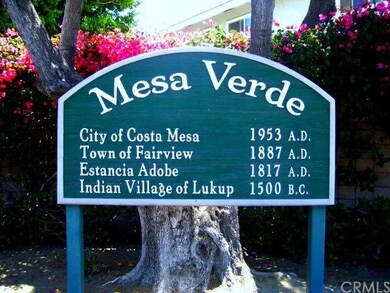 Mesa Verde
City of Costa Mesa 1953 A.D.
Town of Fairview 1887 A.D.
Estancia Adobe 1817 A.D.
Indian Village of Lukup 1500 B.C.
CRMLS